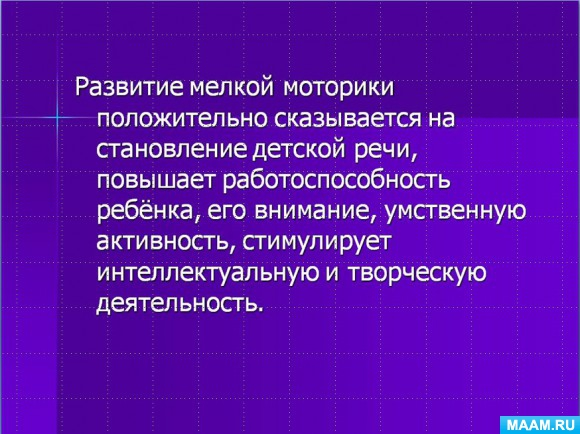 Развитие мелкой моторики
положительно сказывается на
становление детской речи,
повышает работоспособность
ребёнка, его внимание, умственную
активность, стимулирует
интеллектуальную и творческую
деятельность.
MAAM.RU